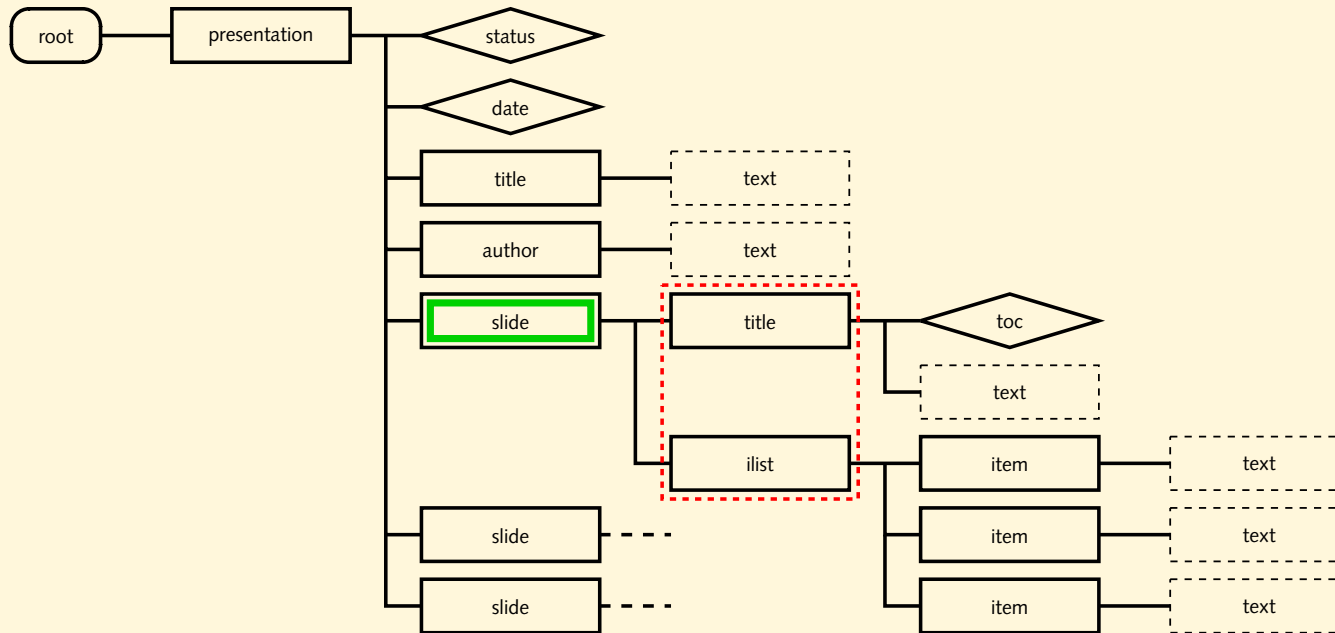 root
presentation
status
date
title
text
author
text
slide
title
toc
text
ilist
item
text
slide
item
text
slide
item
text